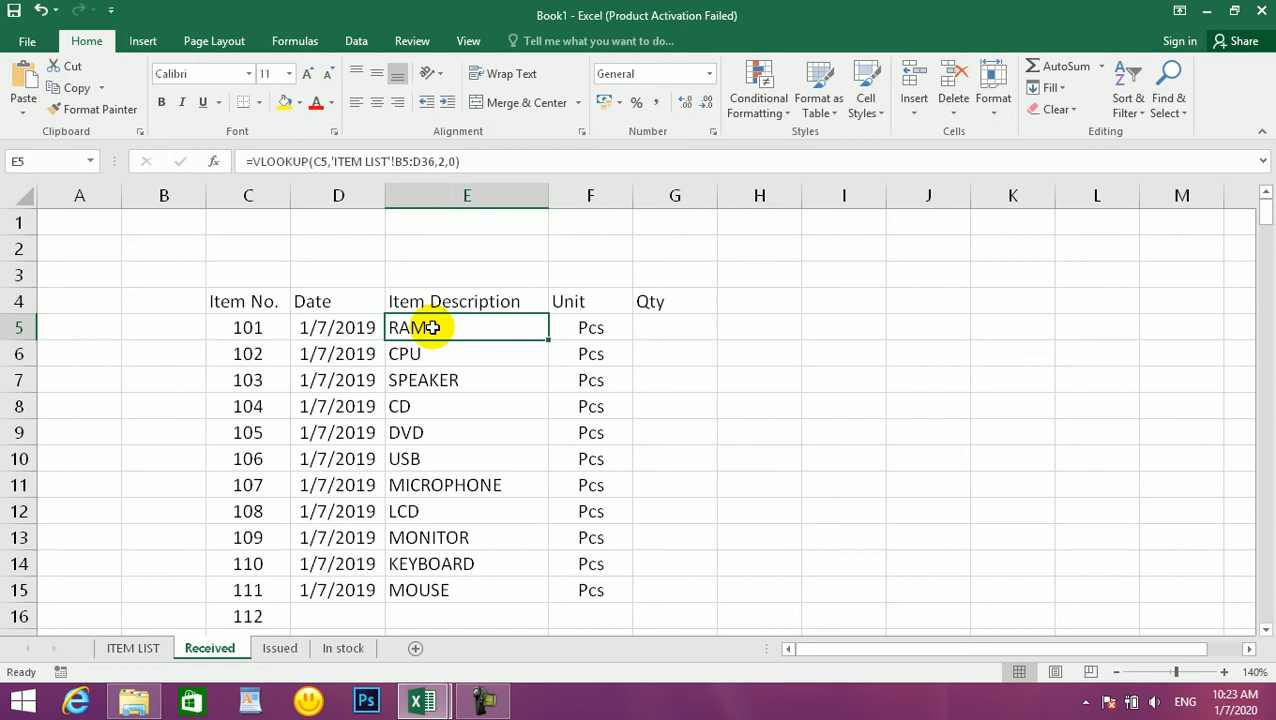 Book1 - Excel (Product Activation Failed)
File Home Insert Page Layout Formulas Data Review View Tell me what you want to do... Sign in Share
Paste
Cut
Copy
Format Painter
Clipboard
Calibri 11
B I U
A A
Font
Wrap Text
Merge & Center
Alignment
General
%
Number
Conditional Formatting
Format as Table
Cell Styles
Styles
Insert Delete Format
Cells
AutoSum
Fill
Clear
Sort & Filter
Find & Select
Editing
E5 fx =VLOOKUP(C5,'ITEM LIST'!B5:D36,2,0)
A B C D E F G H I J K L M
1
2
3
4 Item No. Date Item Description Unit Qty
5 101 1/7/2019 RAM Pcs
6 102 1/7/2019 CPU Pcs
7 103 1/7/2019 SPEAKER Pcs
8 104 1/7/2019 CD Pcs
9 105 1/7/2019 DVD Pcs
10 106 1/7/2019 USB Pcs
11 107 1/7/2019 MICROPHONE Pcs
12 108 1/7/2019 LCD Pcs
13 109 1/7/2019 MONITOR Pcs
14 110 1/7/2019 KEYBOARD Pcs
15 111 1/7/2019 MOUSE Pcs
16 112
ITEM LIST Received Issued In stock
Ready 140%
Ps ENG 10:23 AM
1/7/2020